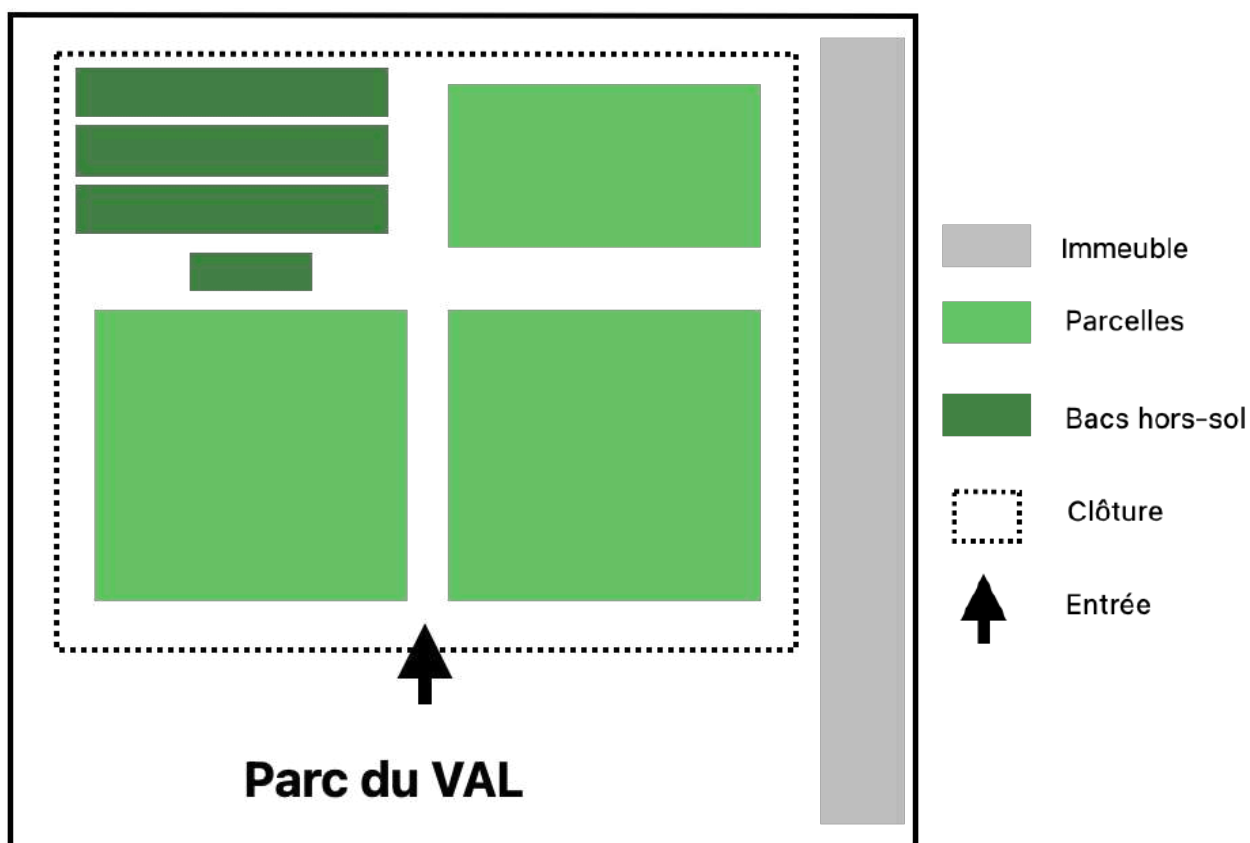 Immeuble
Parcelles
Bacs hors-sol
Clôture
Entrée
Parc du VAL